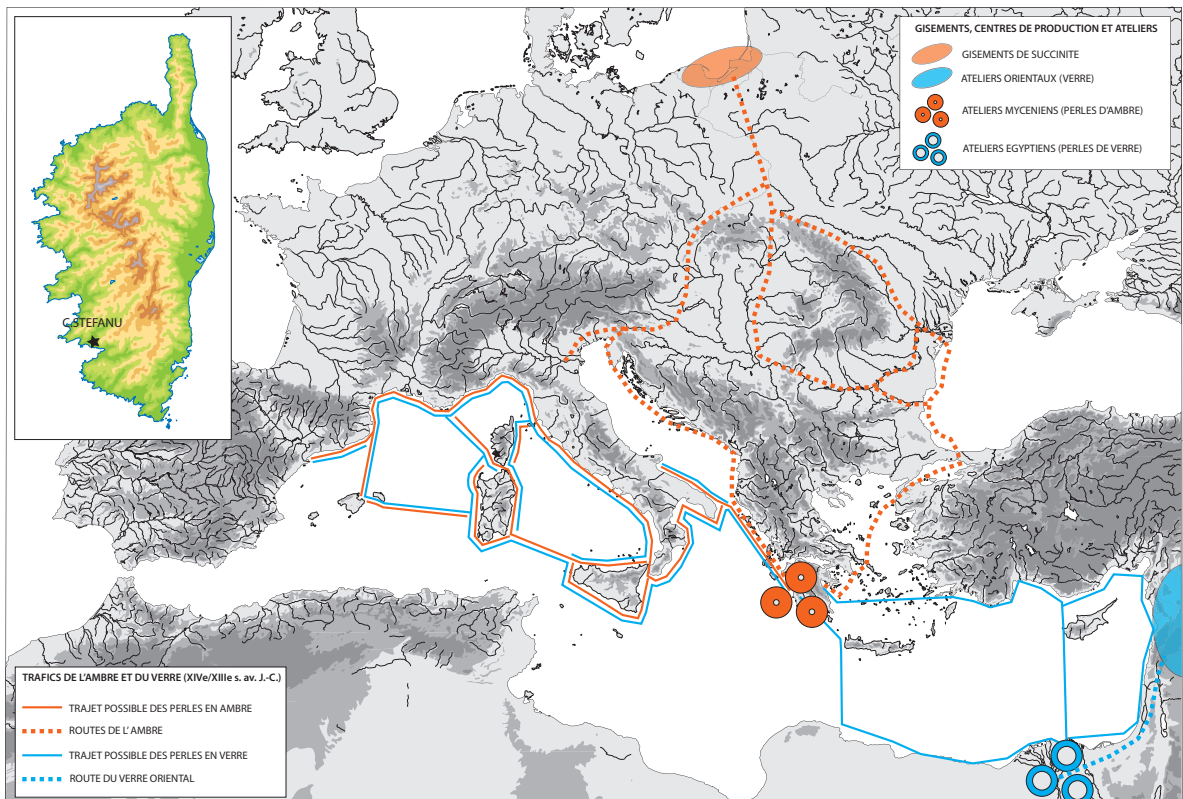 GISEMENTS, CENTRES DE PRODUCTION ET ATELIERS
GISEMENTS DE SUCCINITE
ATELIERS ORIENTAUX (VERRE)
ATELIERS MYCENIENS (PERLES D'AMBRE)
ATELIERS EGYPTIENS (PERLES DE VERRE)
C.STEFANU
TRAFICS DE L'AMBRE ET DU VERRE (XIVe/XIIIe s. av. J.-C.)
TRAJET POSSIBLE DES PERLES EN AMBRE
ROUTES DE L' AMBRE
TRAJET POSSIBLE DES PERLES EN VERRE
ROUTE DU VERRE ORIENTAL